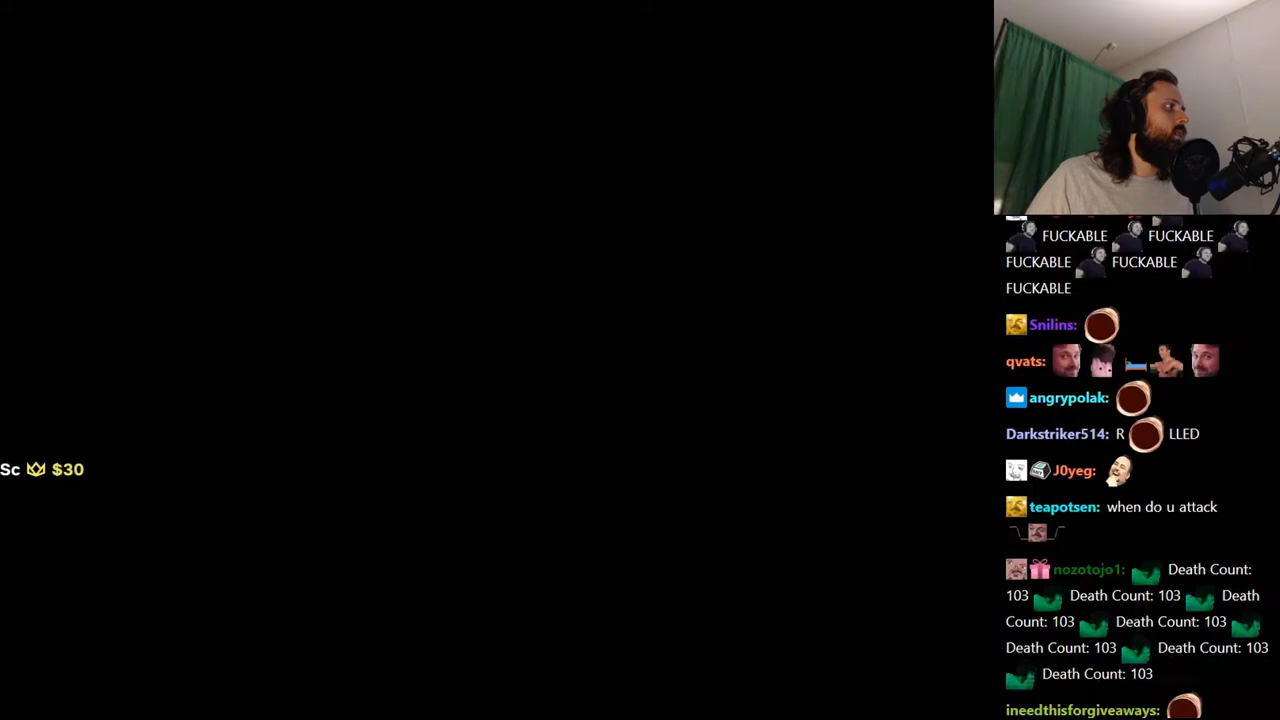 FUCKABLE FUCKABLE
FUCKABLE FUCKABLE
FUCKABLE
Snilins:
qvats:
angrypolak:
Darkstriker514: R LLED
Sc $30
J0yeg:
teapotsen: when do u attack
nozotojo1: Death Count:
103 Death Count: 103 Death
Count: 103 Death Count: 103
Death Count: 103 Death Count: 103
Death Count: 103
ineedthisforgiveaways: